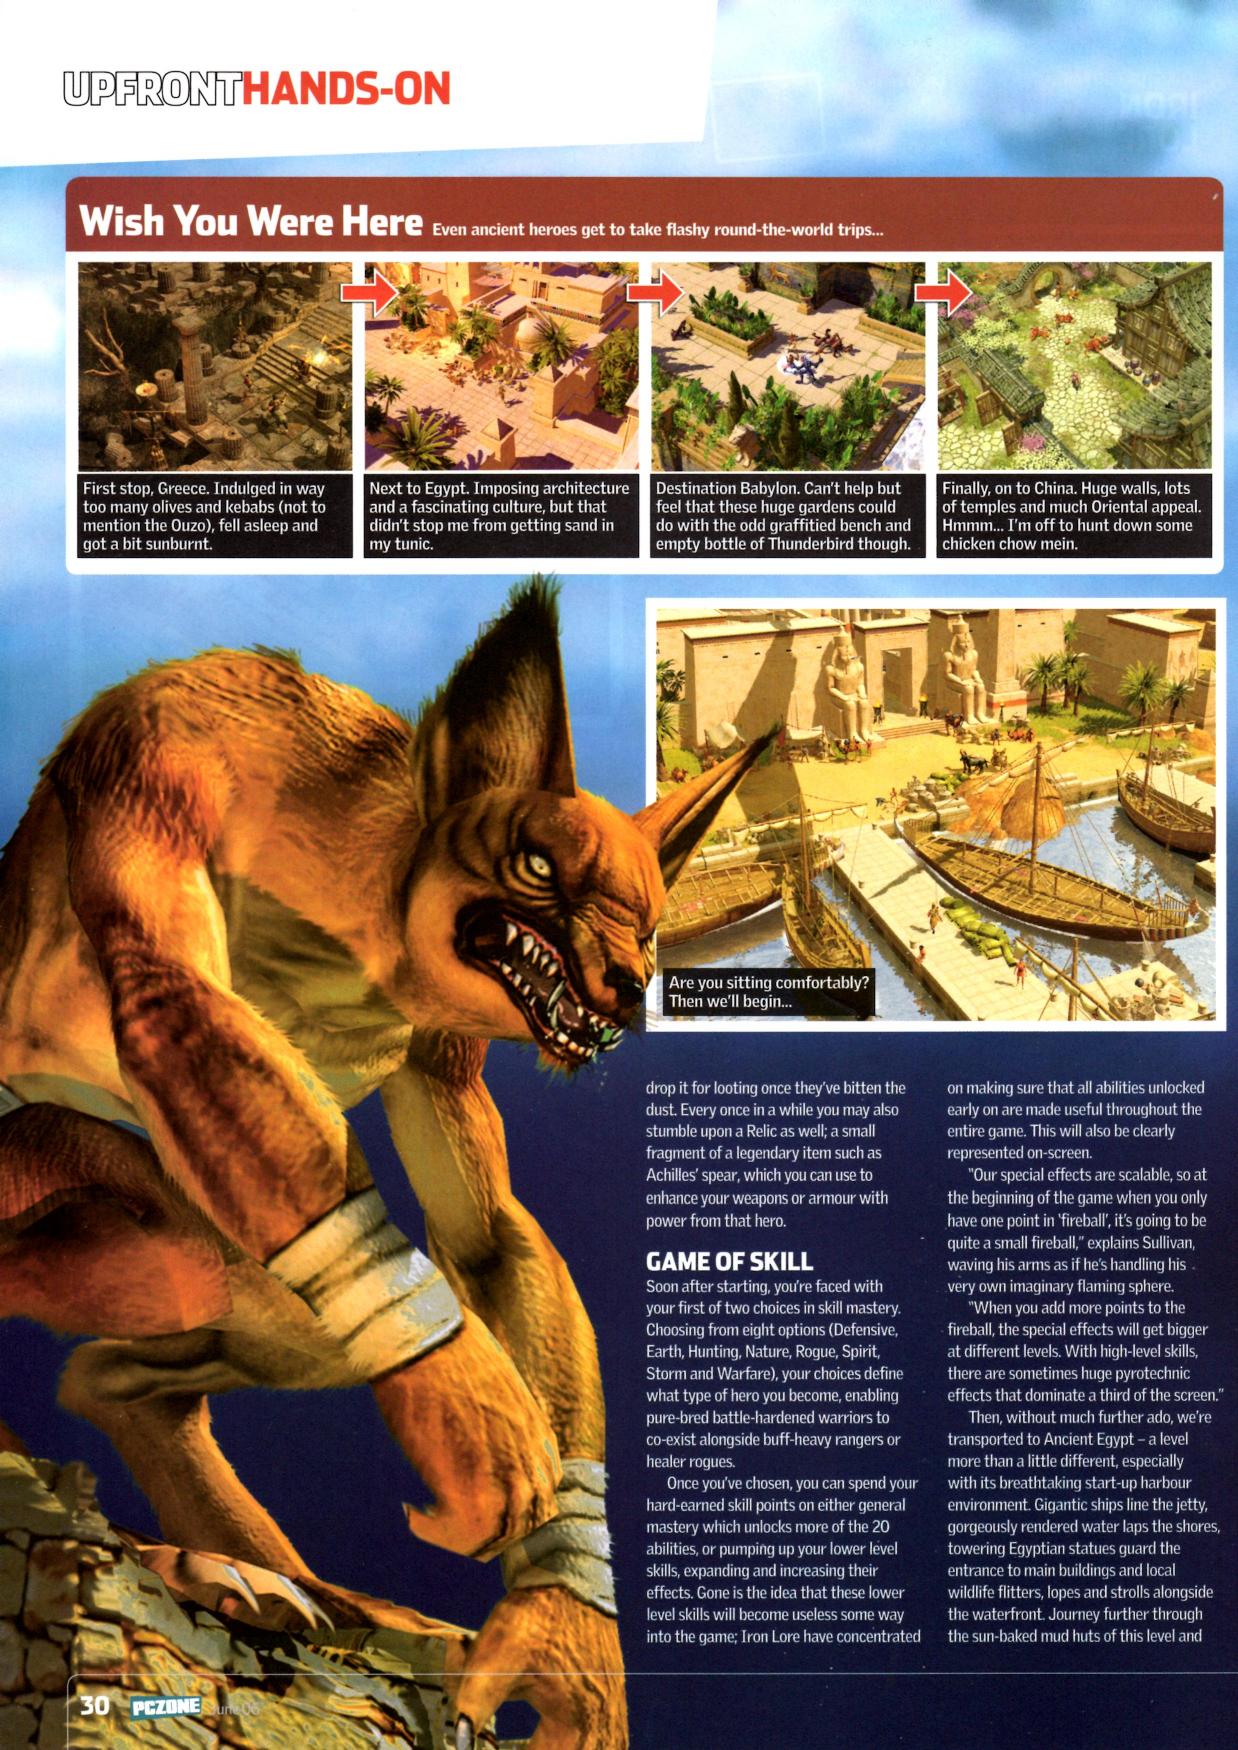 UPFRONTHANDS-ON
Wish You Were Here Even ancient heroes get to take flashy round-the-world trips...
First stop, Greece. Indulged in way
too many olives and kebabs (not to
mention the Ouzo), fell asleep and
got a bit sunburnt.
Next to Egypt. Imposing architecture
and a fascinating culture, but that
didn't stop me from getting sand in
my tunic.
Destination Babylon. Can't help but
feel that these huge gardens could
do with the odd graffitied bench and
empty bottle of Thunderbird though.
Finally, on to China. Huge walls, lots
of temples and much Oriental appeal.
Hmmm... I'm off to hunt down some
chicken chow mein.
Are you sitting comfortably?
Then we'll begin...
drop it for looting once they've bitten the
dust. Every once in a while you may also
stumble upon a Relic as well; a small
fragment of a legendary item such as
Achilles' spear, which you can use to
enhance your weapons or armour with
power from that hero.
GAME OF SKILL
Soon after starting, you're faced with
your first of two choices in skill mastery.
Choosing from eight options (Defensive,
Earth, Hunting, Nature, Rogue, Spirit,
Storm and Warfare), your choices define
what type of hero you become, enabling
pure-bred battle-hardened warriors to
co-exist alongside buff-heavy rangers or
healer rogues.
Once you've chosen, you can spend your
hard-earned skill points on either general
mastery which unlocks more of the 20
abilities, or pumping up your lower level
skills, expanding and increasing their
effects. Gone is the idea that these lower
level skills will become useless some way
into the game; Iron Lore have concentrated
on making sure that all abilities unlocked
early on are made useful throughout the
entire game. This will also be clearly
represented on-screen.
"Our special effects are scalable, so at
the beginning of the game when you only
have one point in 'fireball', it's going to be
quite a small fireball," explains Sullivan,
waving his arms as if he's handling his
very own imaginary flaming sphere.
"When you add more points to the
fireball, the special effects will get bigger
at different levels. With high-level skills,
there are sometimes huge pyrotechnic
effects that dominate a third of the screen."
Then, without much further ado, we're
transported to Ancient Egypt – a level
more than a little different, especially
with its breathtaking start-up harbour
environment. Gigantic ships line the jetty,
gorgeously rendered water laps the shores,
towering Egyptian statues guard the
entrance to main buildings and local
wildlife flitters, lopes and strolls alongside
the waterfront. Journey further through
the sun-baked mud huts of this level and
30 PCZONE June 06